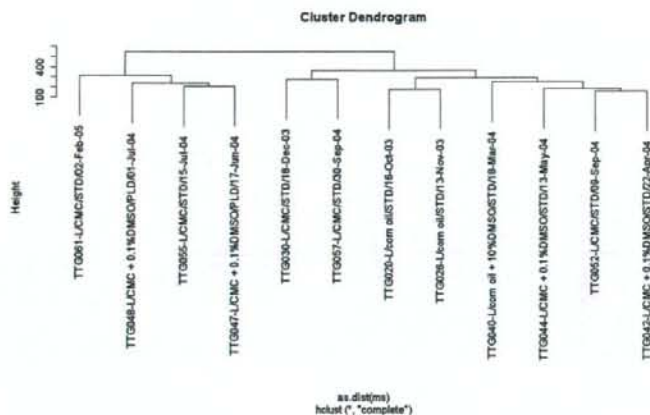 Cluster Dendrogram
Height
400
100
TTG061-L/CMC/STD/02-Feb-05
TTG048-L/CMC + 0.1%DMSO/PLD/01-Jul-04
TTG055-L/CMC/STD/15-Jul-04
TTG047-L/CMC + 0.1%DMSO/PLD/17-Jun-04
TTG030-L/CMC/STD/18-Dec-03
TTG057-L/CMC/STD/30-Sep-04
TTG020-L/corn oil/STD/16-Oct-03
TTG026-L/corn oil/STD/13-Nov-03
TTG040-L/corn oil + 10%DMSO/STD/18-Mar-04
TTG044-L/CMC + 0.1%DMSO/STD/13-May-04
TTG052-L/CMC/STD/09-Sep-04
TTG042-L/CMC + 0.1%DMSO/STD/22-Apr-04
as.dist(ms)
hclust (*, "complete")